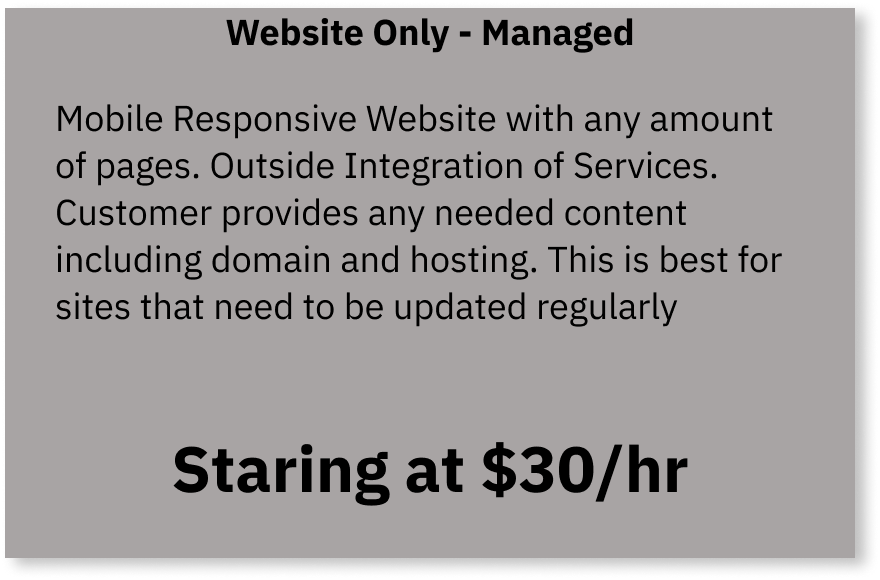 Website Only - Managed
Mobile Responsive Website with any amount
of pages. Outside Integration of Services.
Customer provides any needed content
including domain and hosting. This is best for
sites that need to be updated regularly
Staring at $30/hr